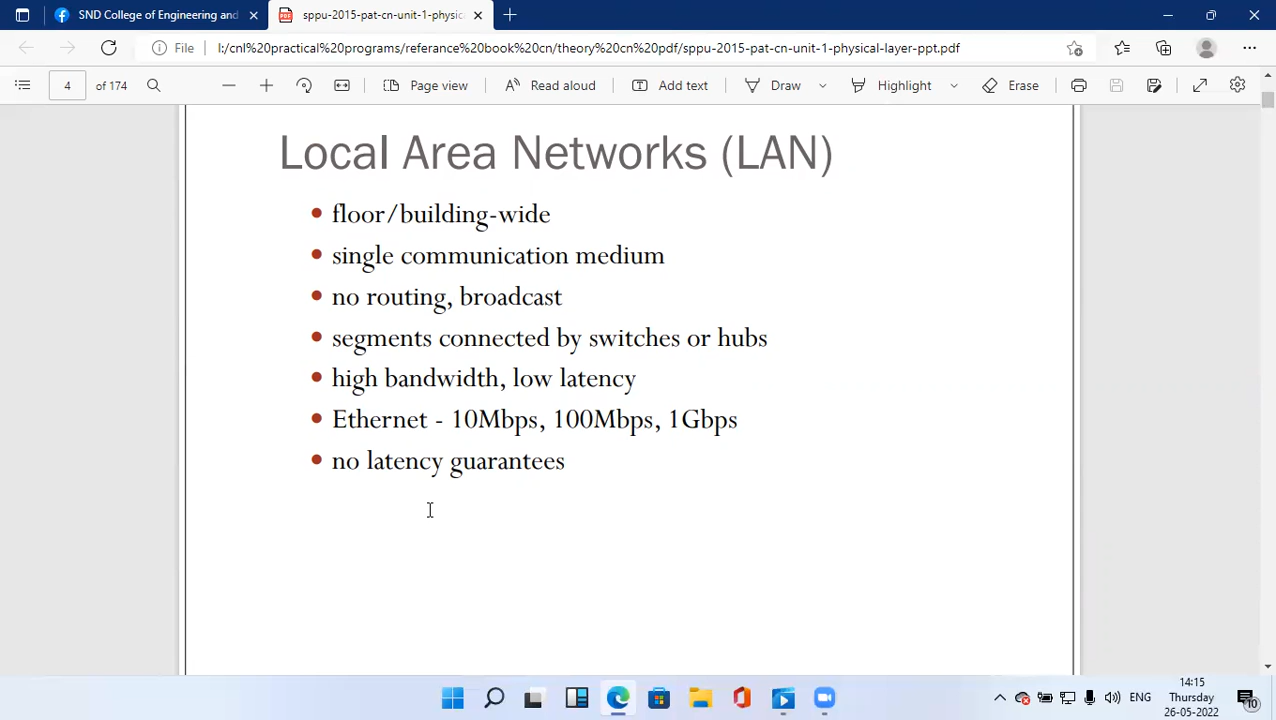 SND College of Engineering and
sppu-2015-pat-cn-unit-1-physic
File
l:/cnl%20practical%20programs/referance%20book%20cn/theory%20cn%20pdf/sppu-2015-pat-cn-unit-1-physical-layer-ppt.pdf
4 of 174
Page view
Read aloud
Add text
Draw
Highlight
Erase
Local Area Networks (LAN)
• floor/building-wide
• single communication medium
• no routing, broadcast
• segments connected by switches or hubs
• high bandwidth, low latency
• Ethernet - 10Mbps, 100Mbps, 1Gbps
• no latency guarantees
ENG
14:15
Thursday
26-05-2022
10